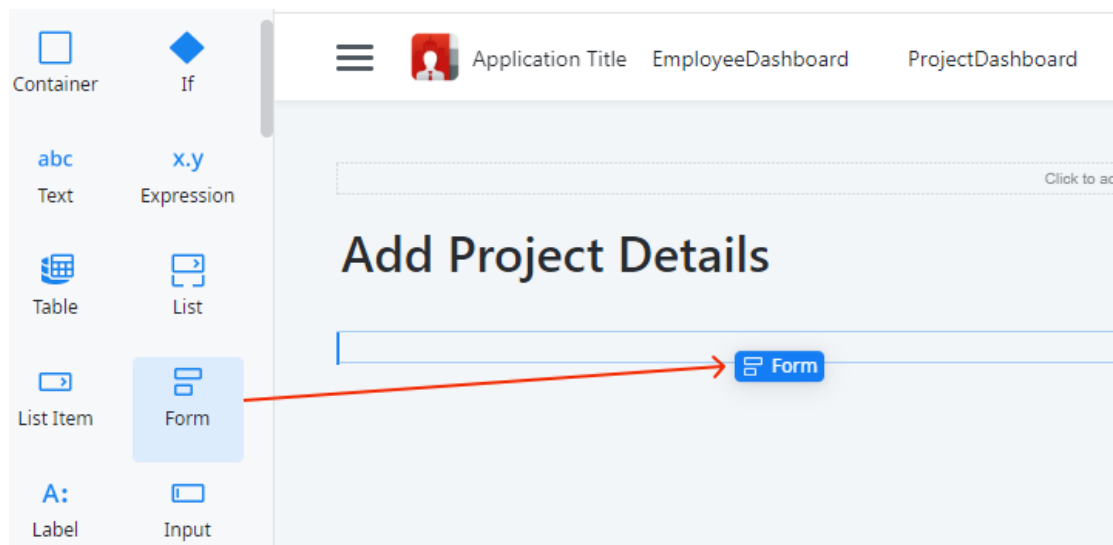 Container
If
abc
x.y
Text
Expression
Table
List
List Item
Form
A:
Label
Input
Application Title EmployeeDashboard ProjectDashboard
Click to
Add Project Details
Form